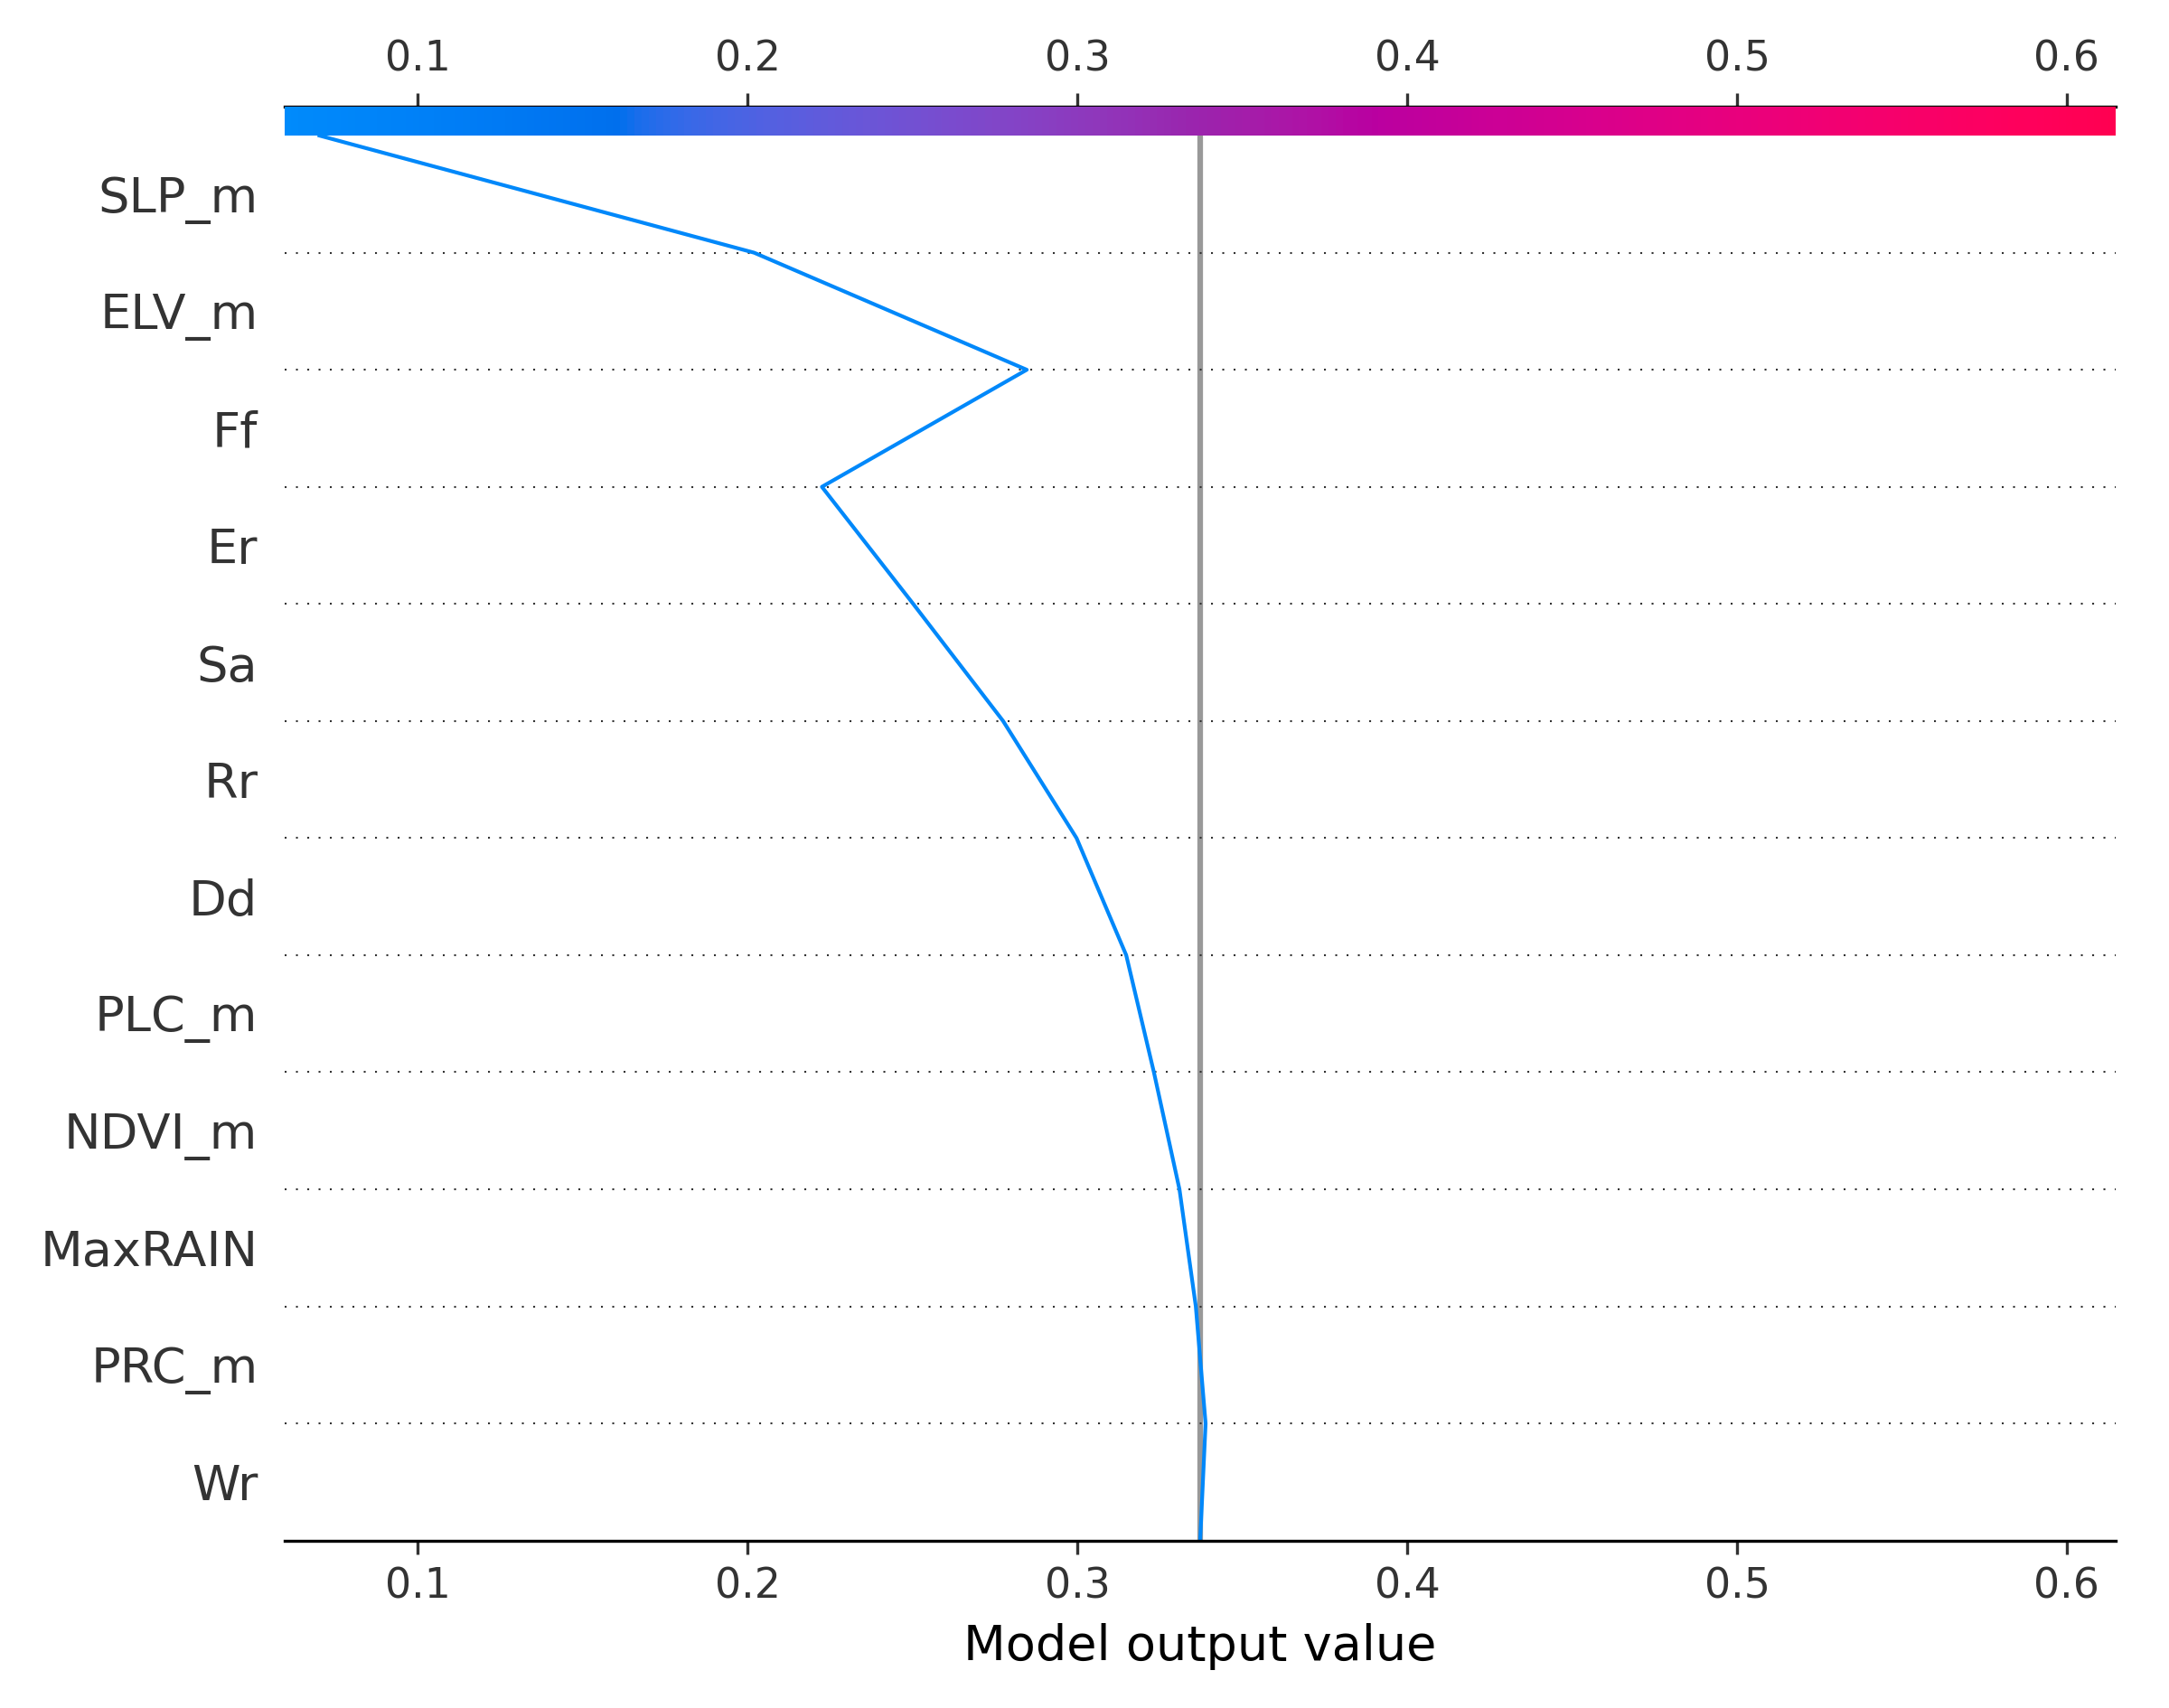 0.1 0.2 0.3 0.4 0.5 0.6
SLP_m
ELV_m
Ff
Er
Sa
Rr
Dd
PLC_m
NDVI_m
MaxRAIN
PRC_m
Wr
0.1 0.2 0.3 0.4 0.5 0.6
Model output value